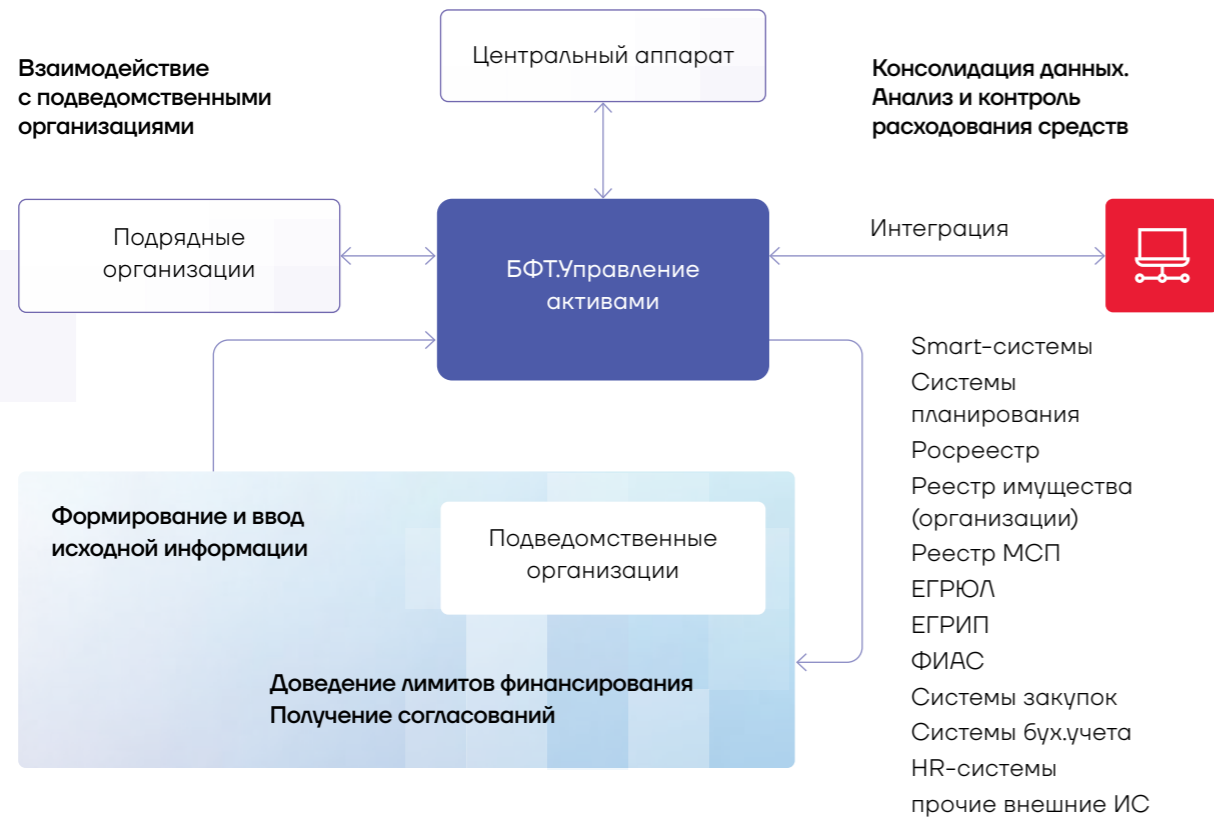 Центральный аппарат
Взаимодействие
с подведомственными
организациями
Консолидация данных.
Анализ и контроль
расходования средств
Подрядные
организации
БФТ.Управление
активами
Интеграция
Smart-системы
Системы
планирования
Росреестр
Реестр имущества
(организации)
Реестр МСП
ЕГРЮЛ
ЕГРИП
ФИАС
Системы закупок
Системы бух.учета
HR-системы
прочие внешние ИС
Формирование и ввод
исходной информации
Подведомственные
организации
Доведение лимитов финансирования
Получение согласований